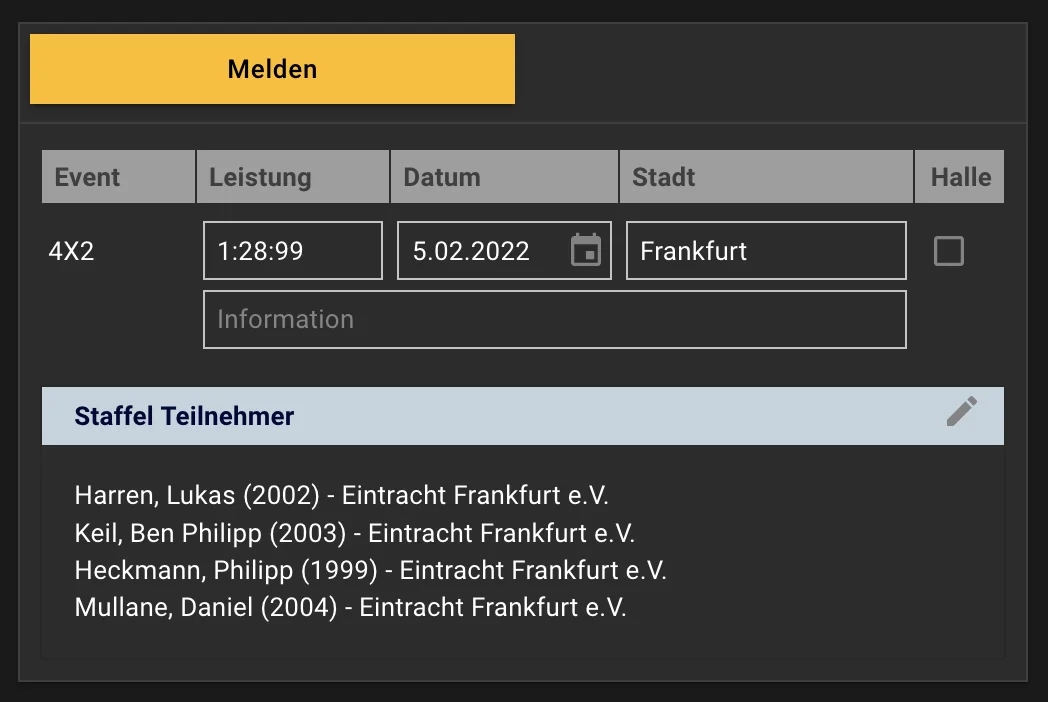 Melden
Event Leistung Datum Stadt Halle
4X2 1:28:99 5.02.2022 Frankfurt
Information
Staffel Teilnehmer
Harren, Lukas (2002) - Eintracht Frankfurt e.V.
Keil, Ben Philipp (2003) - Eintracht Frankfurt e.V.
Heckmann, Philipp (1999) - Eintracht Frankfurt e.V.
Mullane, Daniel (2004) - Eintracht Frankfurt e.V.